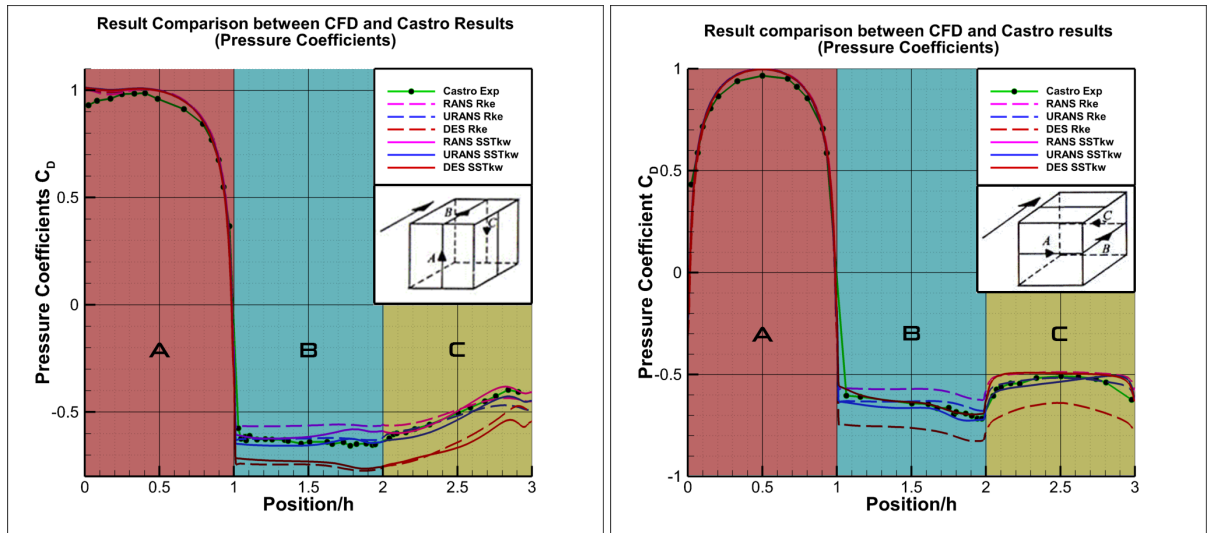 Result Comparison between CFD and Castro Results
(Pressure Coefficients)
Pressure Coefficients C_D
1
0.5
0
-0.5
Castro Exp
RANS Rke
URANS Rke
DES Rke
RANS SSTkw
URANS SSTkw
DES SSTkw
B
C
A
A
B
C
0
0.5
1
1.5
2
2.5
3
Position/h
Result comparison between CFD and Castro results
(Pressure Coefficients)
Pressure Coefficient C_D
1
0.5
0
-0.5
-1
Castro Exp
RANS Rke
URANS Rke
DES Rke
RANS SSTkw
URANS SSTkw
DES SSTkw
C
A
B
A
B
C
0
0.5
1
1.5
2
2.5
3
Position/h